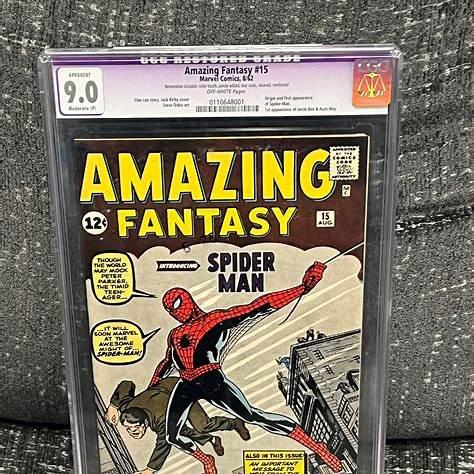 CGC RESTORED GRADE
APPARENT
9.0
Moderate (P)
Amazing Fantasy #15
Marvel Comics, 8/62
Restoration includes: color touch, pieces added, tear seals, cleaned, reinforced
OFF-WHITE Pages
Stan Lee story, Jack Kirby cover
Steve Ditko art
0110648001
Origin and first appearance
of Spider-Man.
1st appearance of Uncle Ben & Aunt May
CGC
APPROVED
BY THE
COMICS
CODE
AUTHORITY
AMAZING
FANTASY
MC
12¢
15
AUG.
INTRODUCING
SPIDER
MAN
THOUGH
THE WORLD
MAY MOCK
PETER
PARKER,
THE TIMID
TEEN-
AGER...
...IT WILL
SOON MARVEL
AT THE
AWESOME
MIGHT OF...
SPIDER-MAN!
ALSO IN THIS ISSUE:
AN IMPORTANT
MESSAGE TO